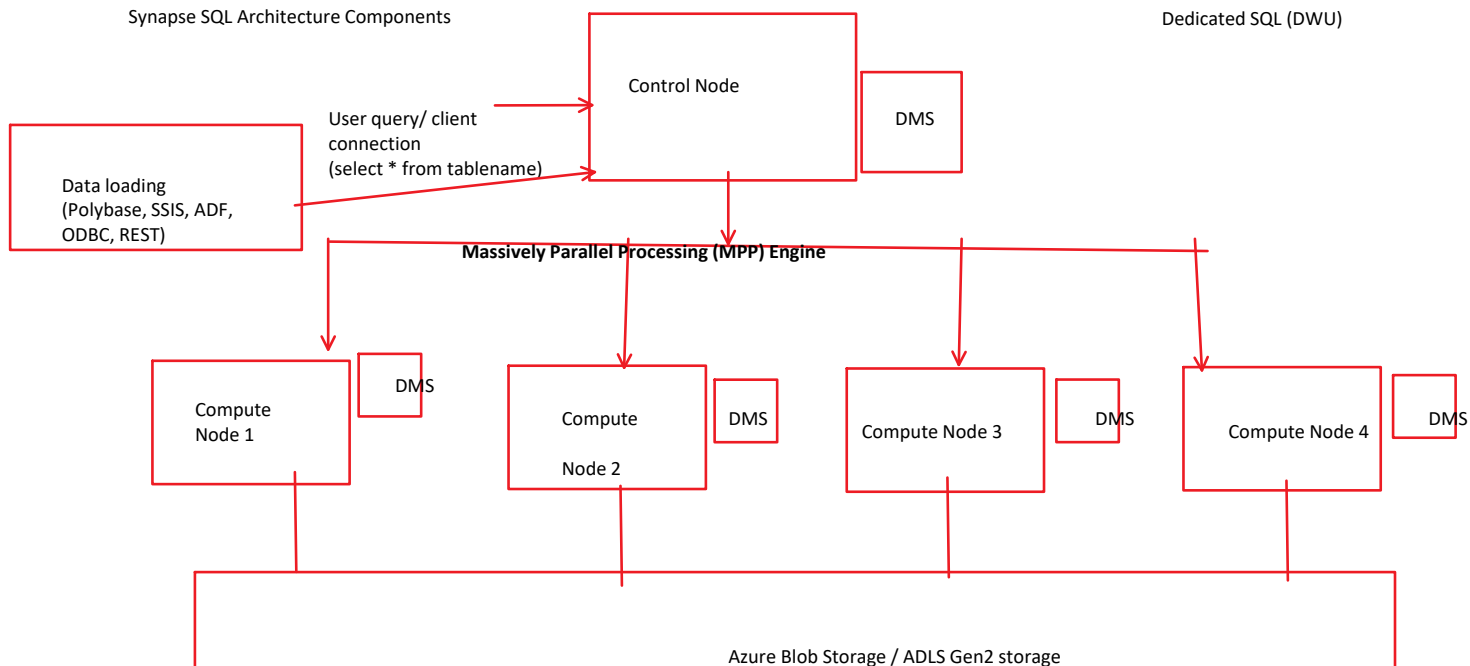 Synapse SQL Architecture Components
Dedicated SQL (DWU)
Control Node
DMS
User query/ client
connection
(select * from tablename)
Data loading
(Polybase, SSIS, ADF,
ODBC, REST)
Massively Parallel Processing (MPP) Engine
Compute
Node 1
DMS
Compute
Node 2
DMS
Compute Node 3
DMS
Compute Node 4
DMS
Azure Blob Storage / ADLS Gen2 storage